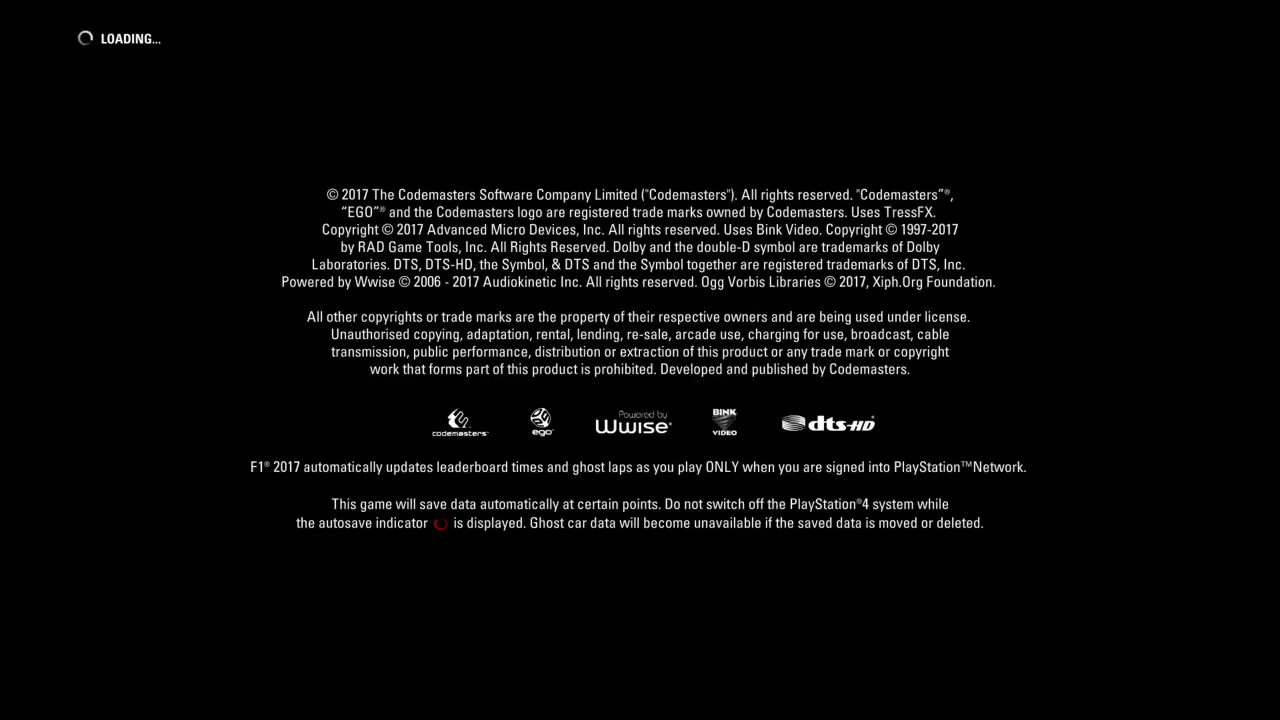 LOADING...
© 2017 The Codemasters Software Company Limited ("Codemasters"). All rights reserved. "Codemasters”®,
“EGO”® and the Codemasters logo are registered trade marks owned by Codemasters. Uses TressFX.
Copyright © 2017 Advanced Micro Devices, Inc. All rights reserved. Uses Bink Video. Copyright © 1997-2017
by RAD Game Tools, Inc. All Rights Reserved. Dolby and the double-D symbol are trademarks of Dolby
Laboratories. DTS, DTS-HD, the Symbol, & DTS and the Symbol together are registered trademarks of DTS, Inc.
Powered by Wwise © 2006 - 2017 Audiokinetic Inc. All rights reserved. Ogg Vorbis Libraries © 2017, Xiph.Org Foundation.
All other copyrights or trade marks are the property of their respective owners and are being used under license.
Unauthorised copying, adaptation, rental, lending, re-sale, arcade use, charging for use, broadcast, cable
transmission, public performance, distribution or extraction of this product or any trade mark or copyright
work that forms part of this product is prohibited. Developed and published by Codemasters.
codemasters™
ego®
Powered by
Wwise®
BINK
VIDEO
dts-HD®
F1® 2017 automatically updates leaderboard times and ghost laps as you play ONLY when you are signed into PlayStation™Network.
This game will save data automatically at certain points. Do not switch off the PlayStation®4 system while
the autosave indicator is displayed. Ghost car data will become unavailable if the saved data is moved or deleted.